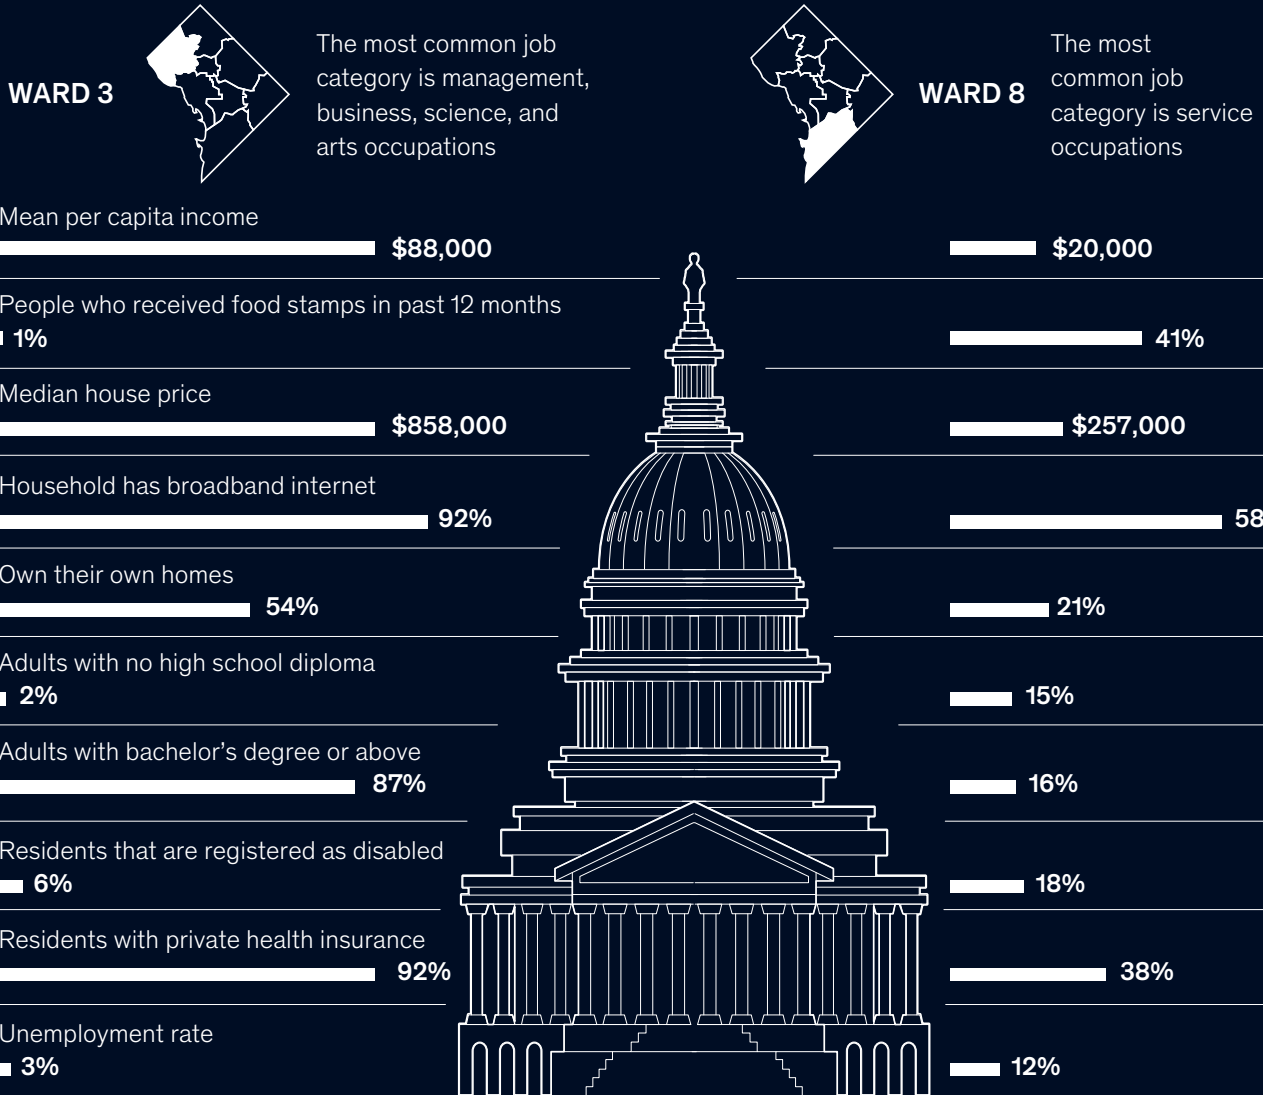 WARD 3
The most common job
category is management,
business, science, and
arts occupations
WARD 8
The most
common job
category is service
occupations
Mean per capita income
$88,000
$20,000
People who received food stamps in past 12 months
1%
41%
Median house price
$858,000
$257,000
Household has broadband internet
92%
58
Own their own homes
54%
21%
Adults with no high school diploma
2%
15%
Adults with bachelor’s degree or above
87%
16%
Residents that are registered as disabled
6%
18%
Residents with private health insurance
92%
38%
Unemployment rate
3%
12%